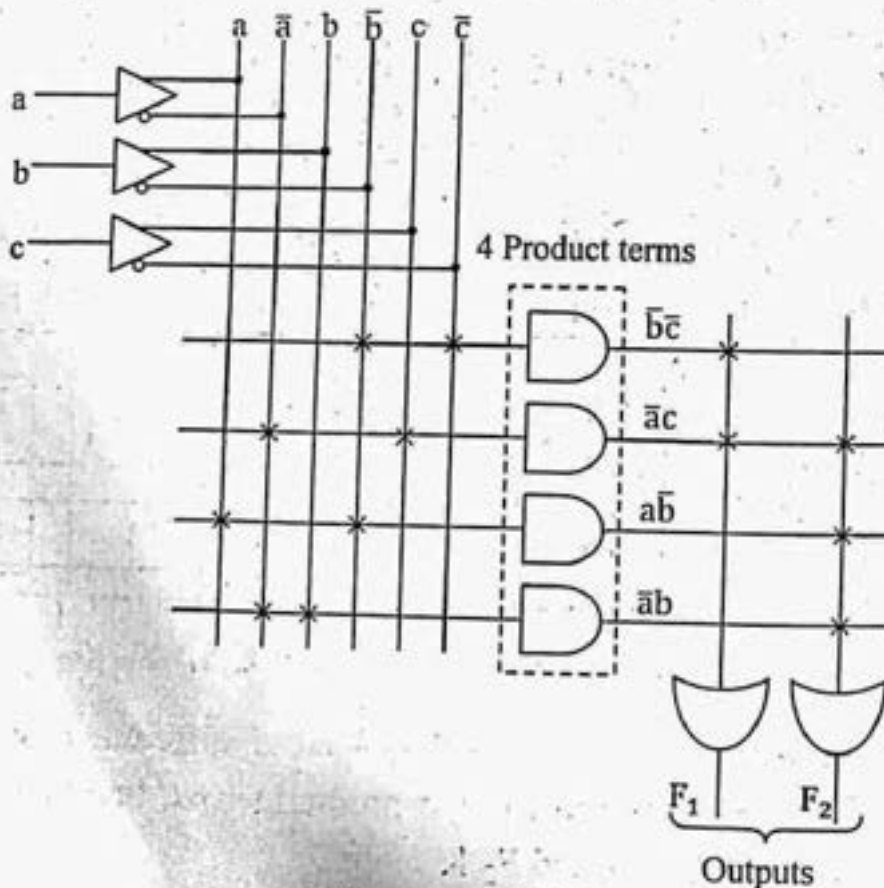 a ā b b̄ c c̄
a
b
c
4 Product terms
b̄c̄
āc
ab̄
āb
F₁ F₂
Outputs